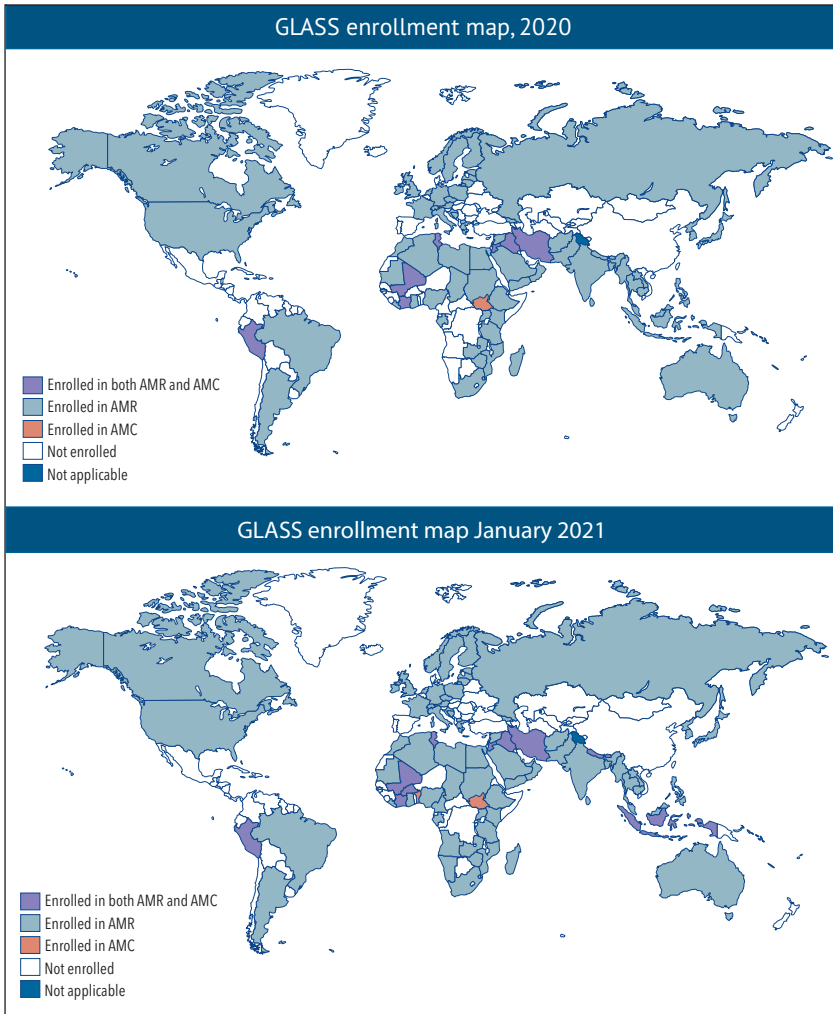 GLASS enrollment map, 2020
Enrolled in both AMR and AMC
Enrolled in AMR
Enrolled in AMC
Not enrolled
Not applicable
GLASS enrollment map January 2021
Enrolled in both AMR and AMC
Enrolled in AMR
Enrolled in AMC
Not enrolled
Not applicable